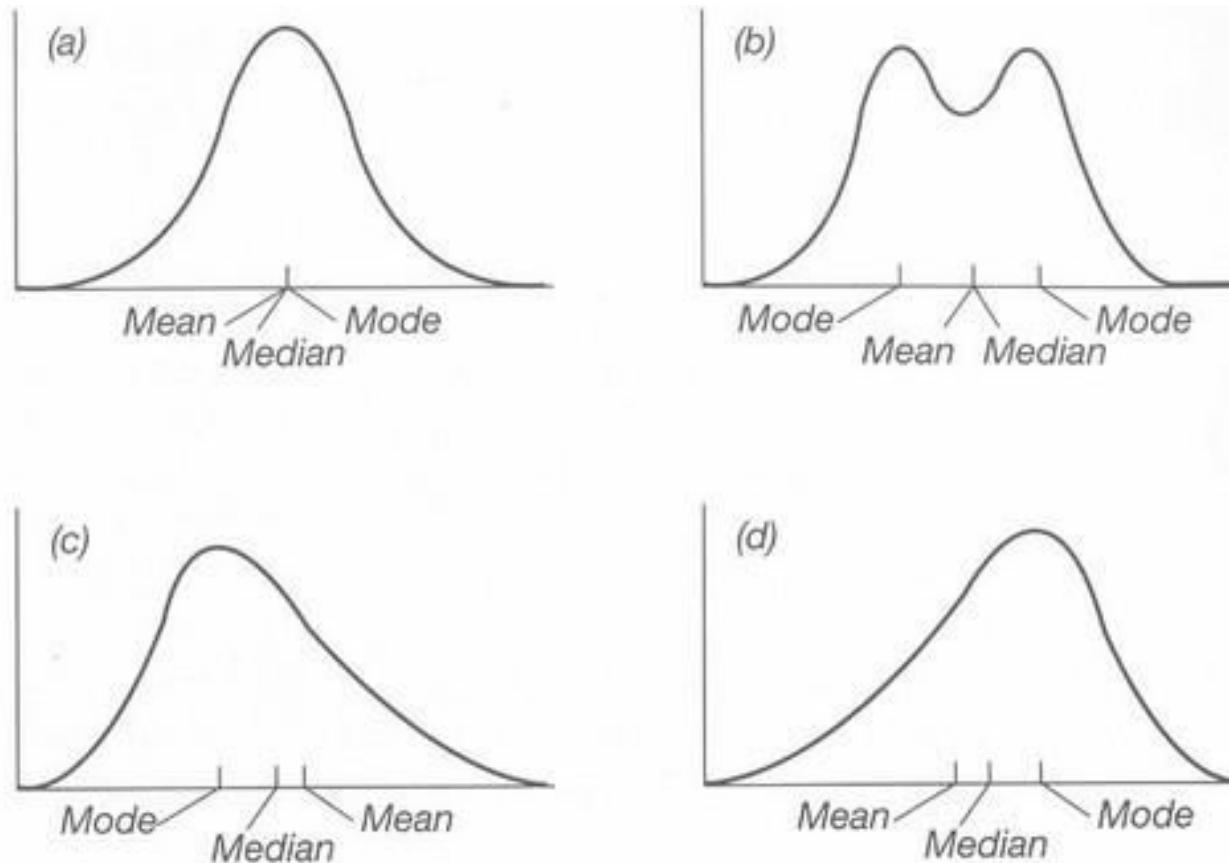 (a)
Mean Mode
Median
(b)
Mode Mode
Mean Median
(c)
Mode Mean
Median
(d)
Mean Mode
Median